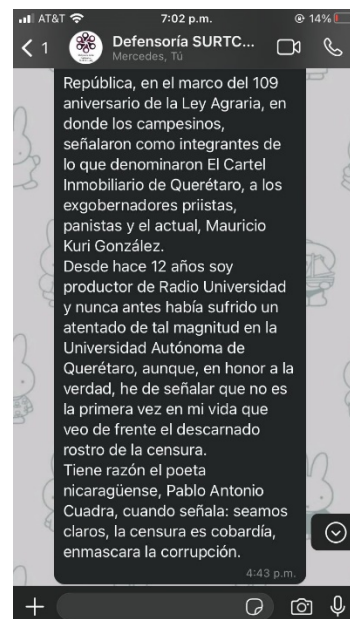 AT&T 7:02 p.m. 14%
1 Defensoría SURTC...
Mercedes, Tú
República, en el marco del 109
aniversario de la Ley Agraria, en
donde los campesinos,
señalaron como integrantes de
lo que denominaron El Cartel
Inmobiliario de Querétaro, a los
exgobernadores priistas,
panistas y el actual, Mauricio
Kuri González.
Desde hace 12 años soy
productor de Radio Universidad
y nunca antes había sufrido un
atentado de tal magnitud en la
Universidad Autónoma de
Querétaro, aunque, en honor a la
verdad, he de señalar que no es
la primera vez en mi vida que
veo de frente el descarnado
rostro de la censura.
Tiene razón el poeta
nicaragüense, Pablo Antonio
Cuadra, cuando señala: seamos
claros, la censura es cobardía,
enmascara la corrupción.
4:43 p.m.